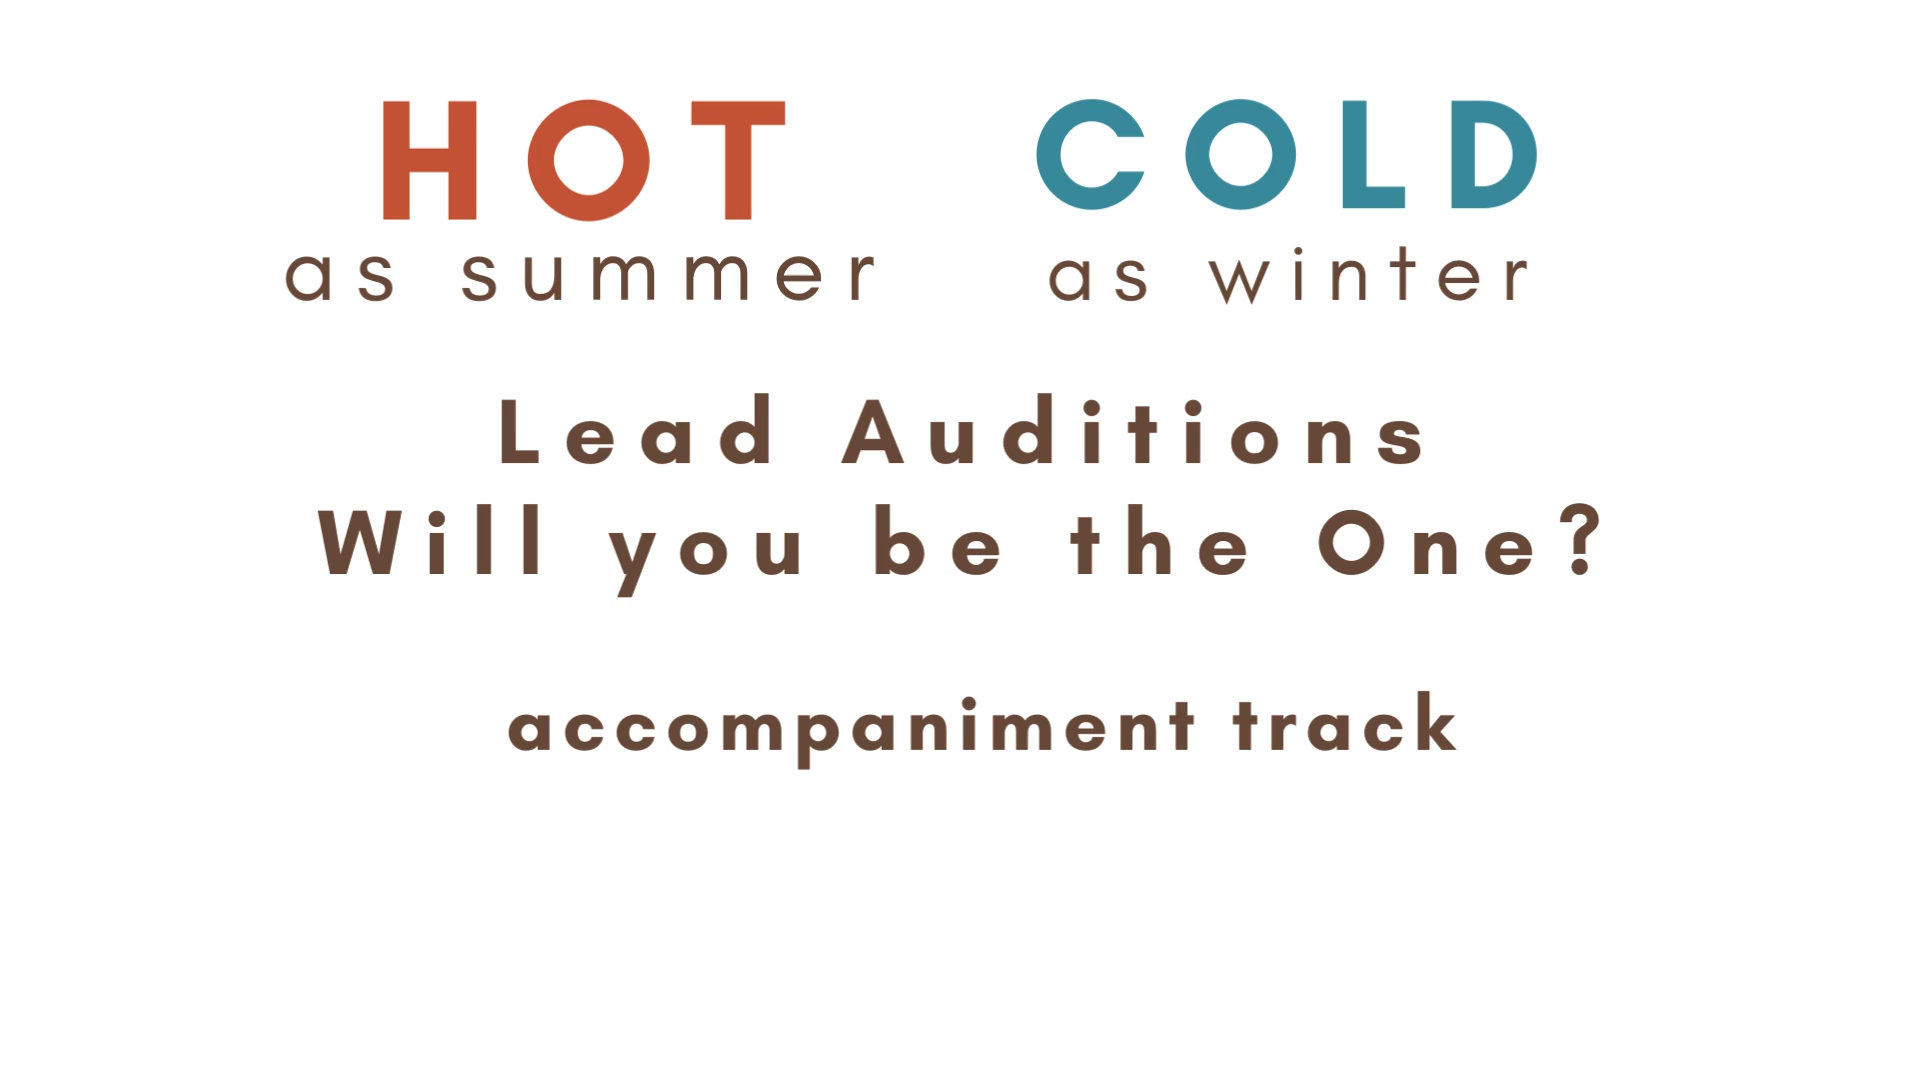 HOT COLD
as summer as winter
Lead Auditions
Will you be the One?
accompaniment track